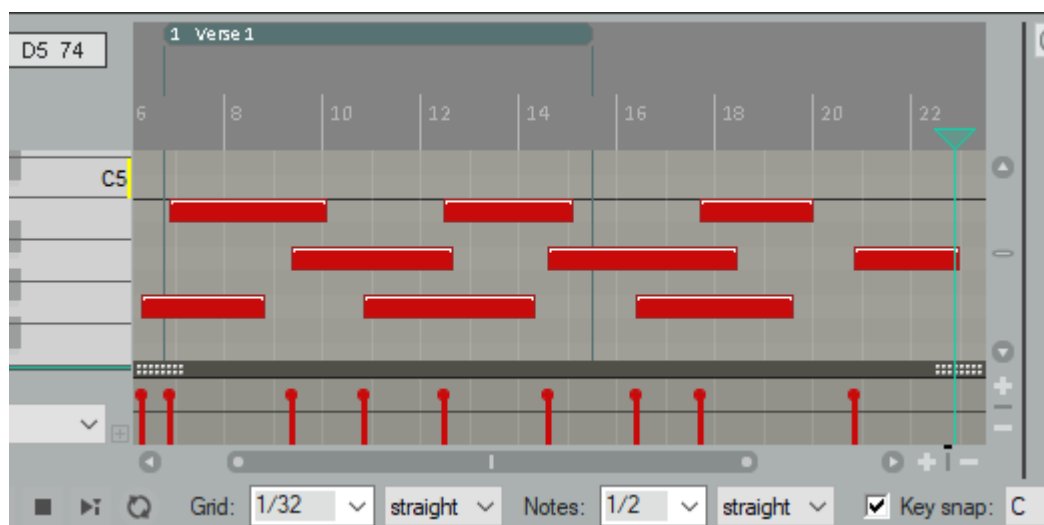 1 Verse 1
D5 74
6 8 10 12 14 16 18 20 22
C5
Grid: 1/32 straight Notes: 1/2 straight Key snap: C